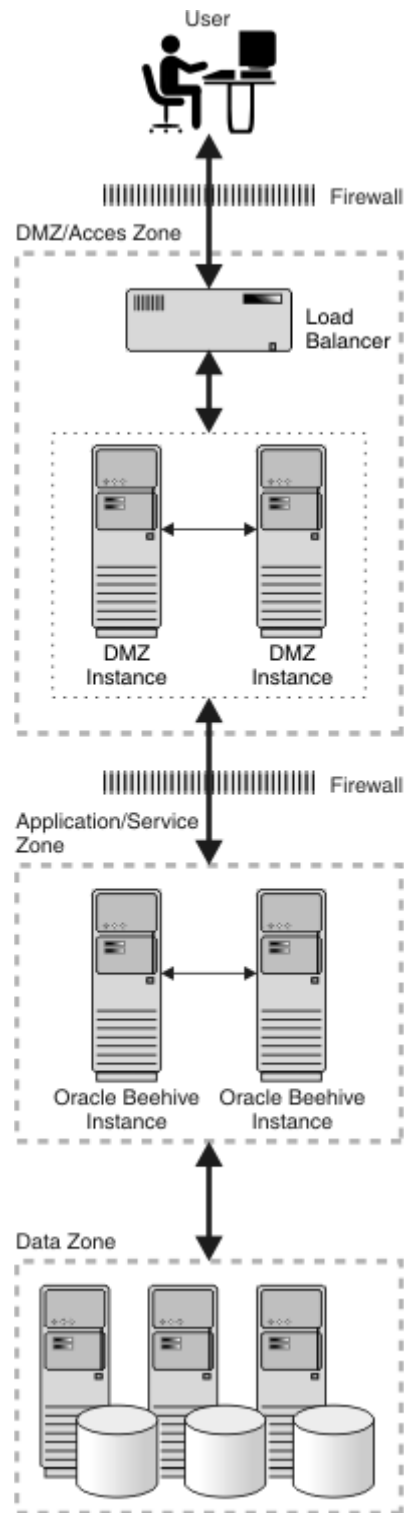 User
Firewall
DMZ/Acces Zone
Load
Balancer
DMZ
Instance
DMZ
Instance
Firewall
Application/Service
Zone
Oracle Beehive
Instance
Oracle Beehive
Instance
Data Zone